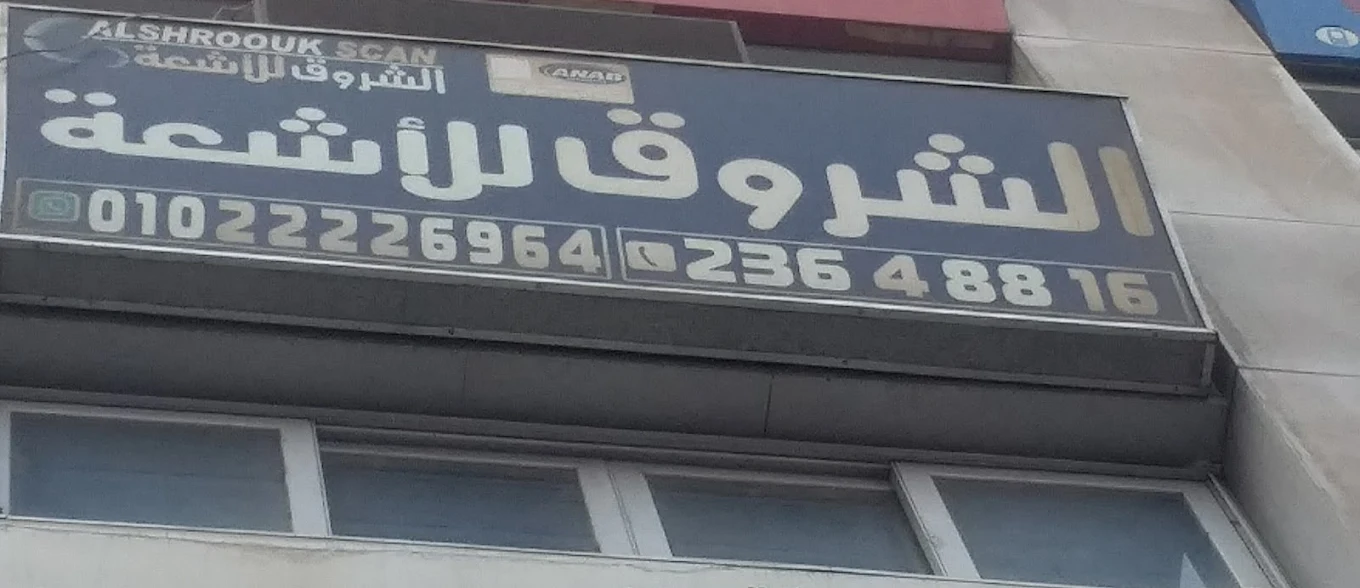 ALSHROOUK SCAN
الشروق للأشعة
ANAB
الشروق للأشعة
01022226964
236 488 16